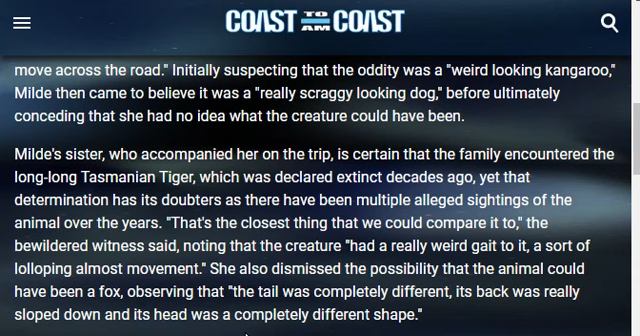 COAST TO AM COAST
move across the road." Initially suspecting that the oddity was a "weird looking kangaroo,"
Milde then came to believe it was a "really scraggy looking dog," before ultimately
conceding that she had no idea what the creature could have been.
Milde's sister, who accompanied her on the trip, is certain that the family encountered the
long-long Tasmanian Tiger, which was declared extinct decades ago, yet that
determination has its doubters as there have been multiple alleged sightings of the
animal over the years. "That's the closest thing that we could compare it to," the
bewildered witness said, noting that the creature "had a really weird gait to it, a sort of
lolloping almost movement." She also dismissed the possibility that the animal could
have been a fox, observing that "the tail was completely different, its back was really
sloped down and its head was a completely different shape."